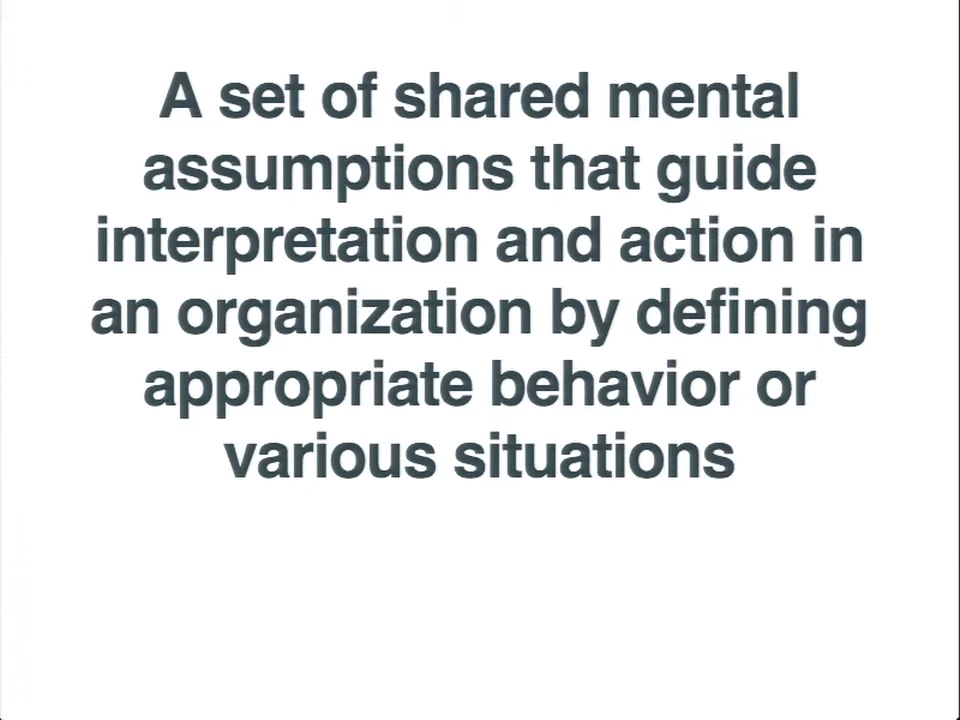 A set of shared mental
assumptions that guide
interpretation and action in
an organization by defining
appropriate behavior or
various situations